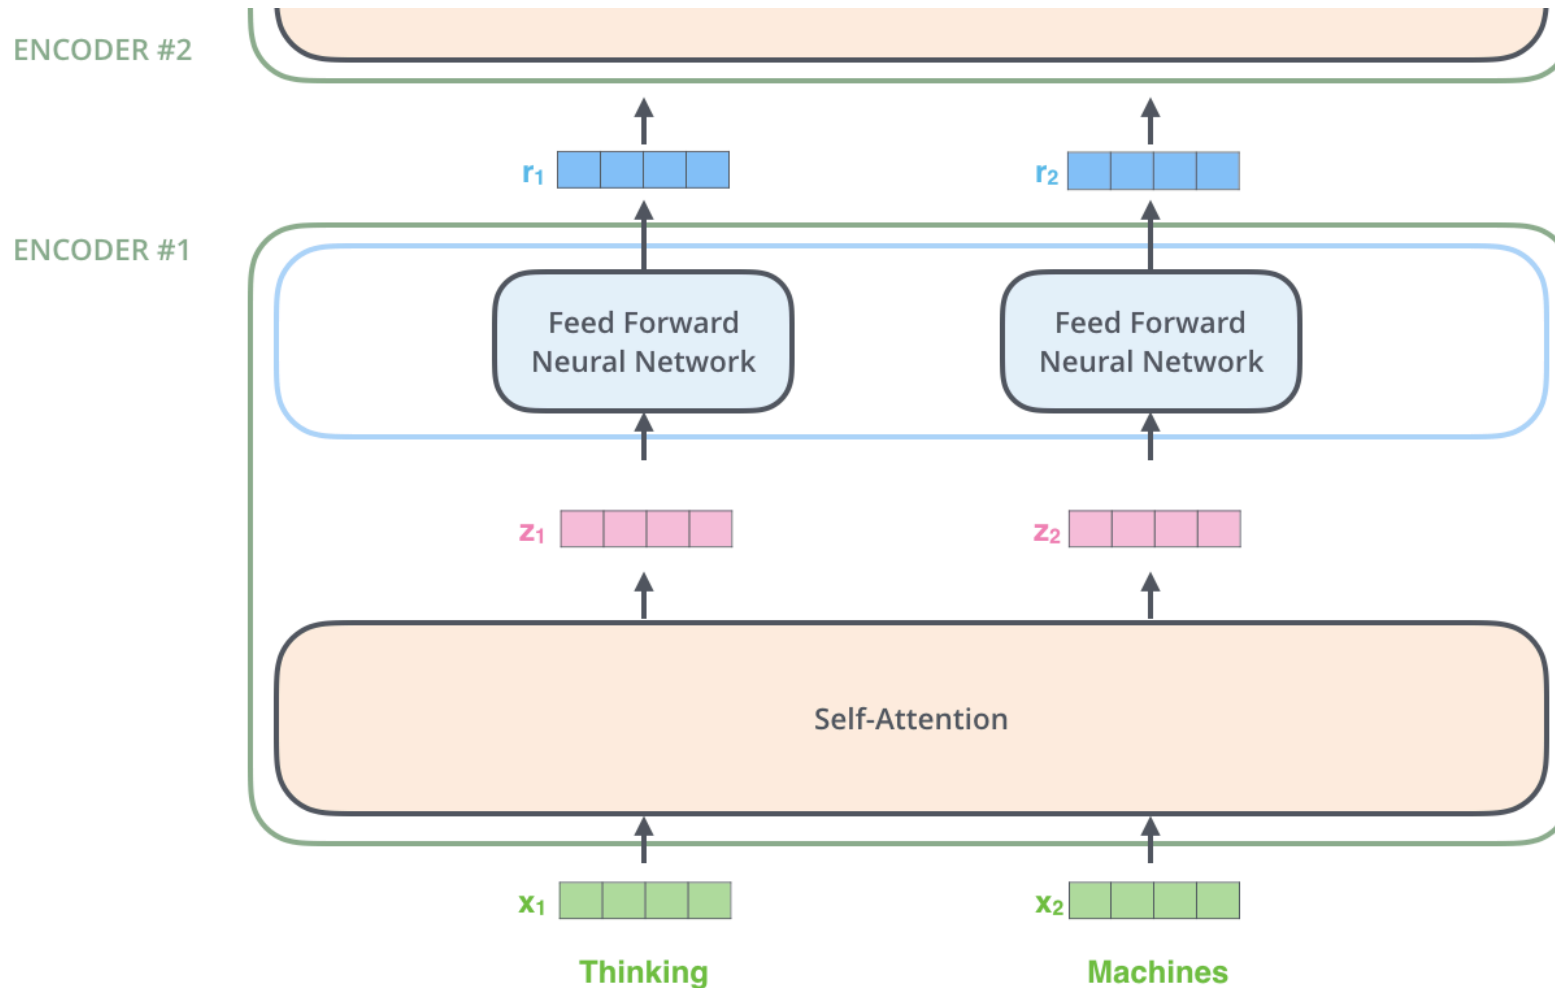 ENCODER #2
r₁
r₂
ENCODER #1
Feed Forward
Neural Network
Feed Forward
Neural Network
z₁
z₂
Self-Attention
x₁
x₂
Thinking
Machines